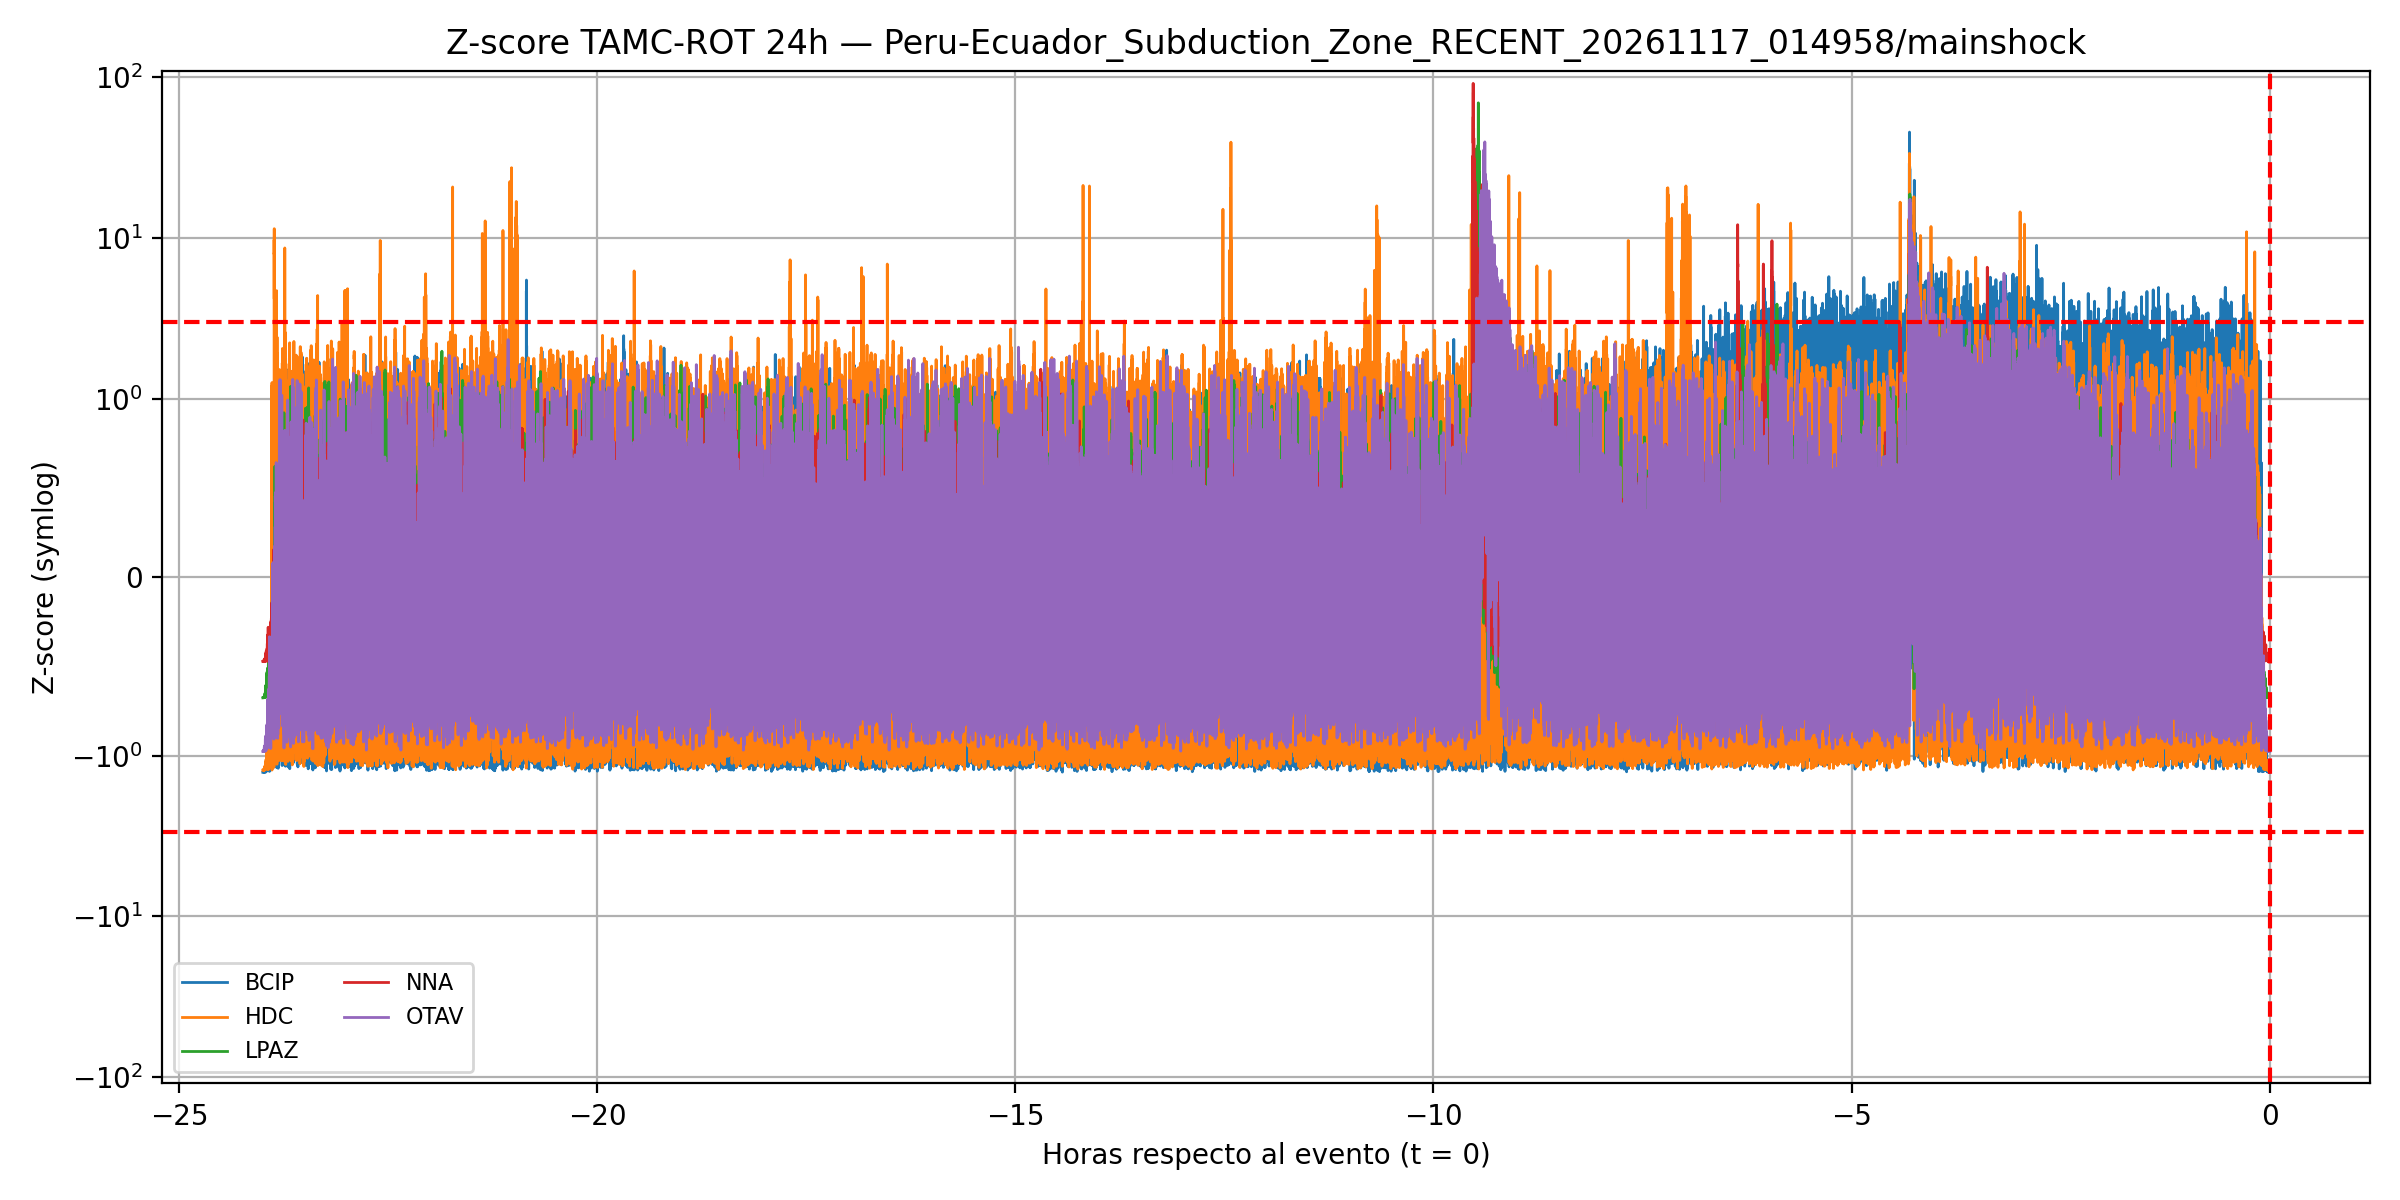 Z-score TAMC-ROT 24h — Peru-Ecuador_Subduction_Zone_RECENT_20261117_014958/mainshock
10²
10¹
10⁰
0
−10⁰
−10¹
−10²
Z-score (symlog)
BCIP
HDC
LPAZ
NNA
OTAV
−25
−20
−15
−10
−5
0
Horas respecto al evento (t = 0)